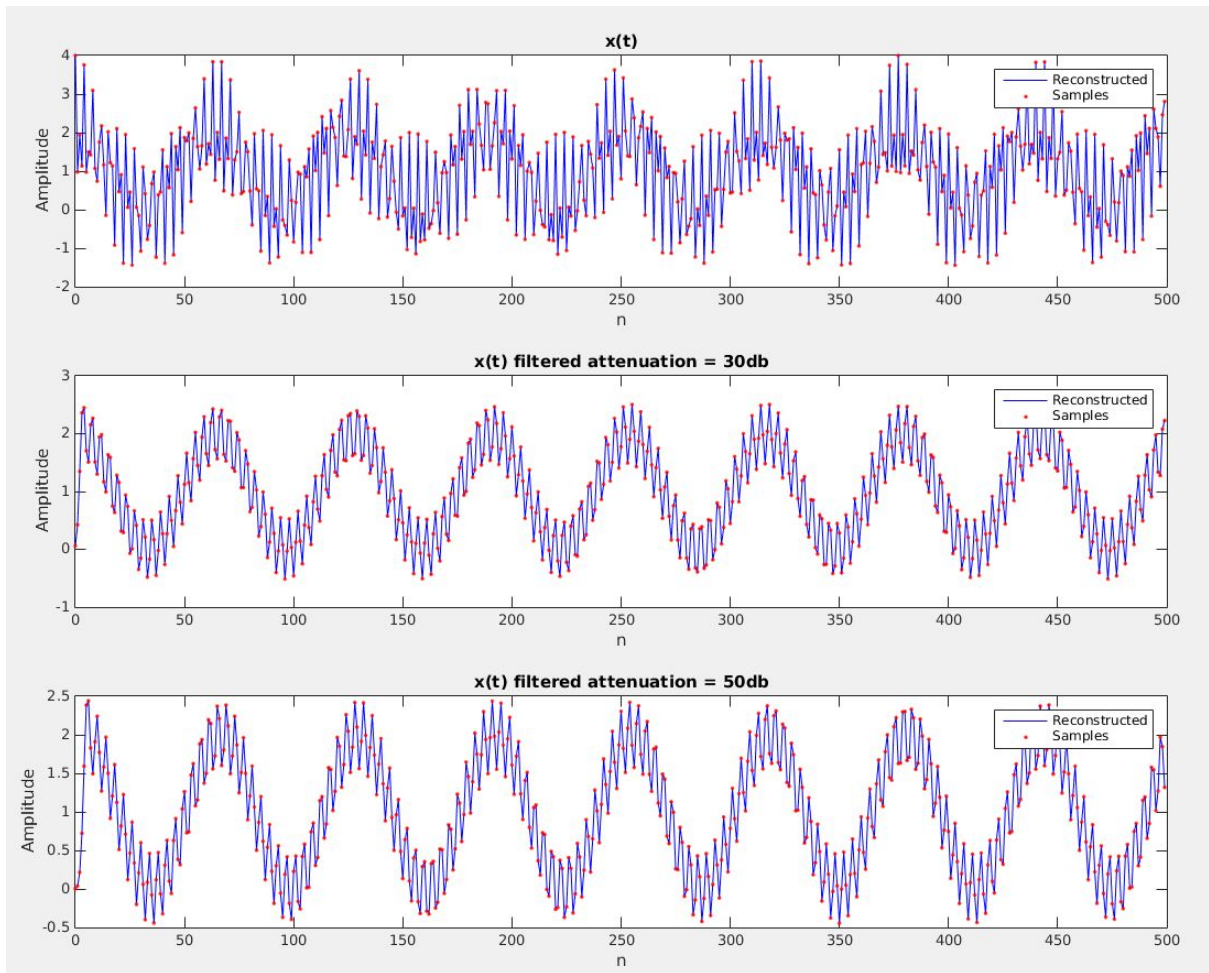 x(t)
4
3
2
1
0
-1
-2
Amplitude
Reconstructed
Samples
0 50 100 150 200 250 300 350 400 450 500
n
x(t) filtered attenuation = 30db
3
2
1
0
-1
Amplitude
Reconstructed
Samples
0 50 100 150 200 250 300 350 400 450 500
n
x(t) filtered attenuation = 50db
2.5
2
1.5
1
0.5
0
-0.5
Amplitude
Reconstructed
Samples
0 50 100 150 200 250 300 350 400 450 500
n